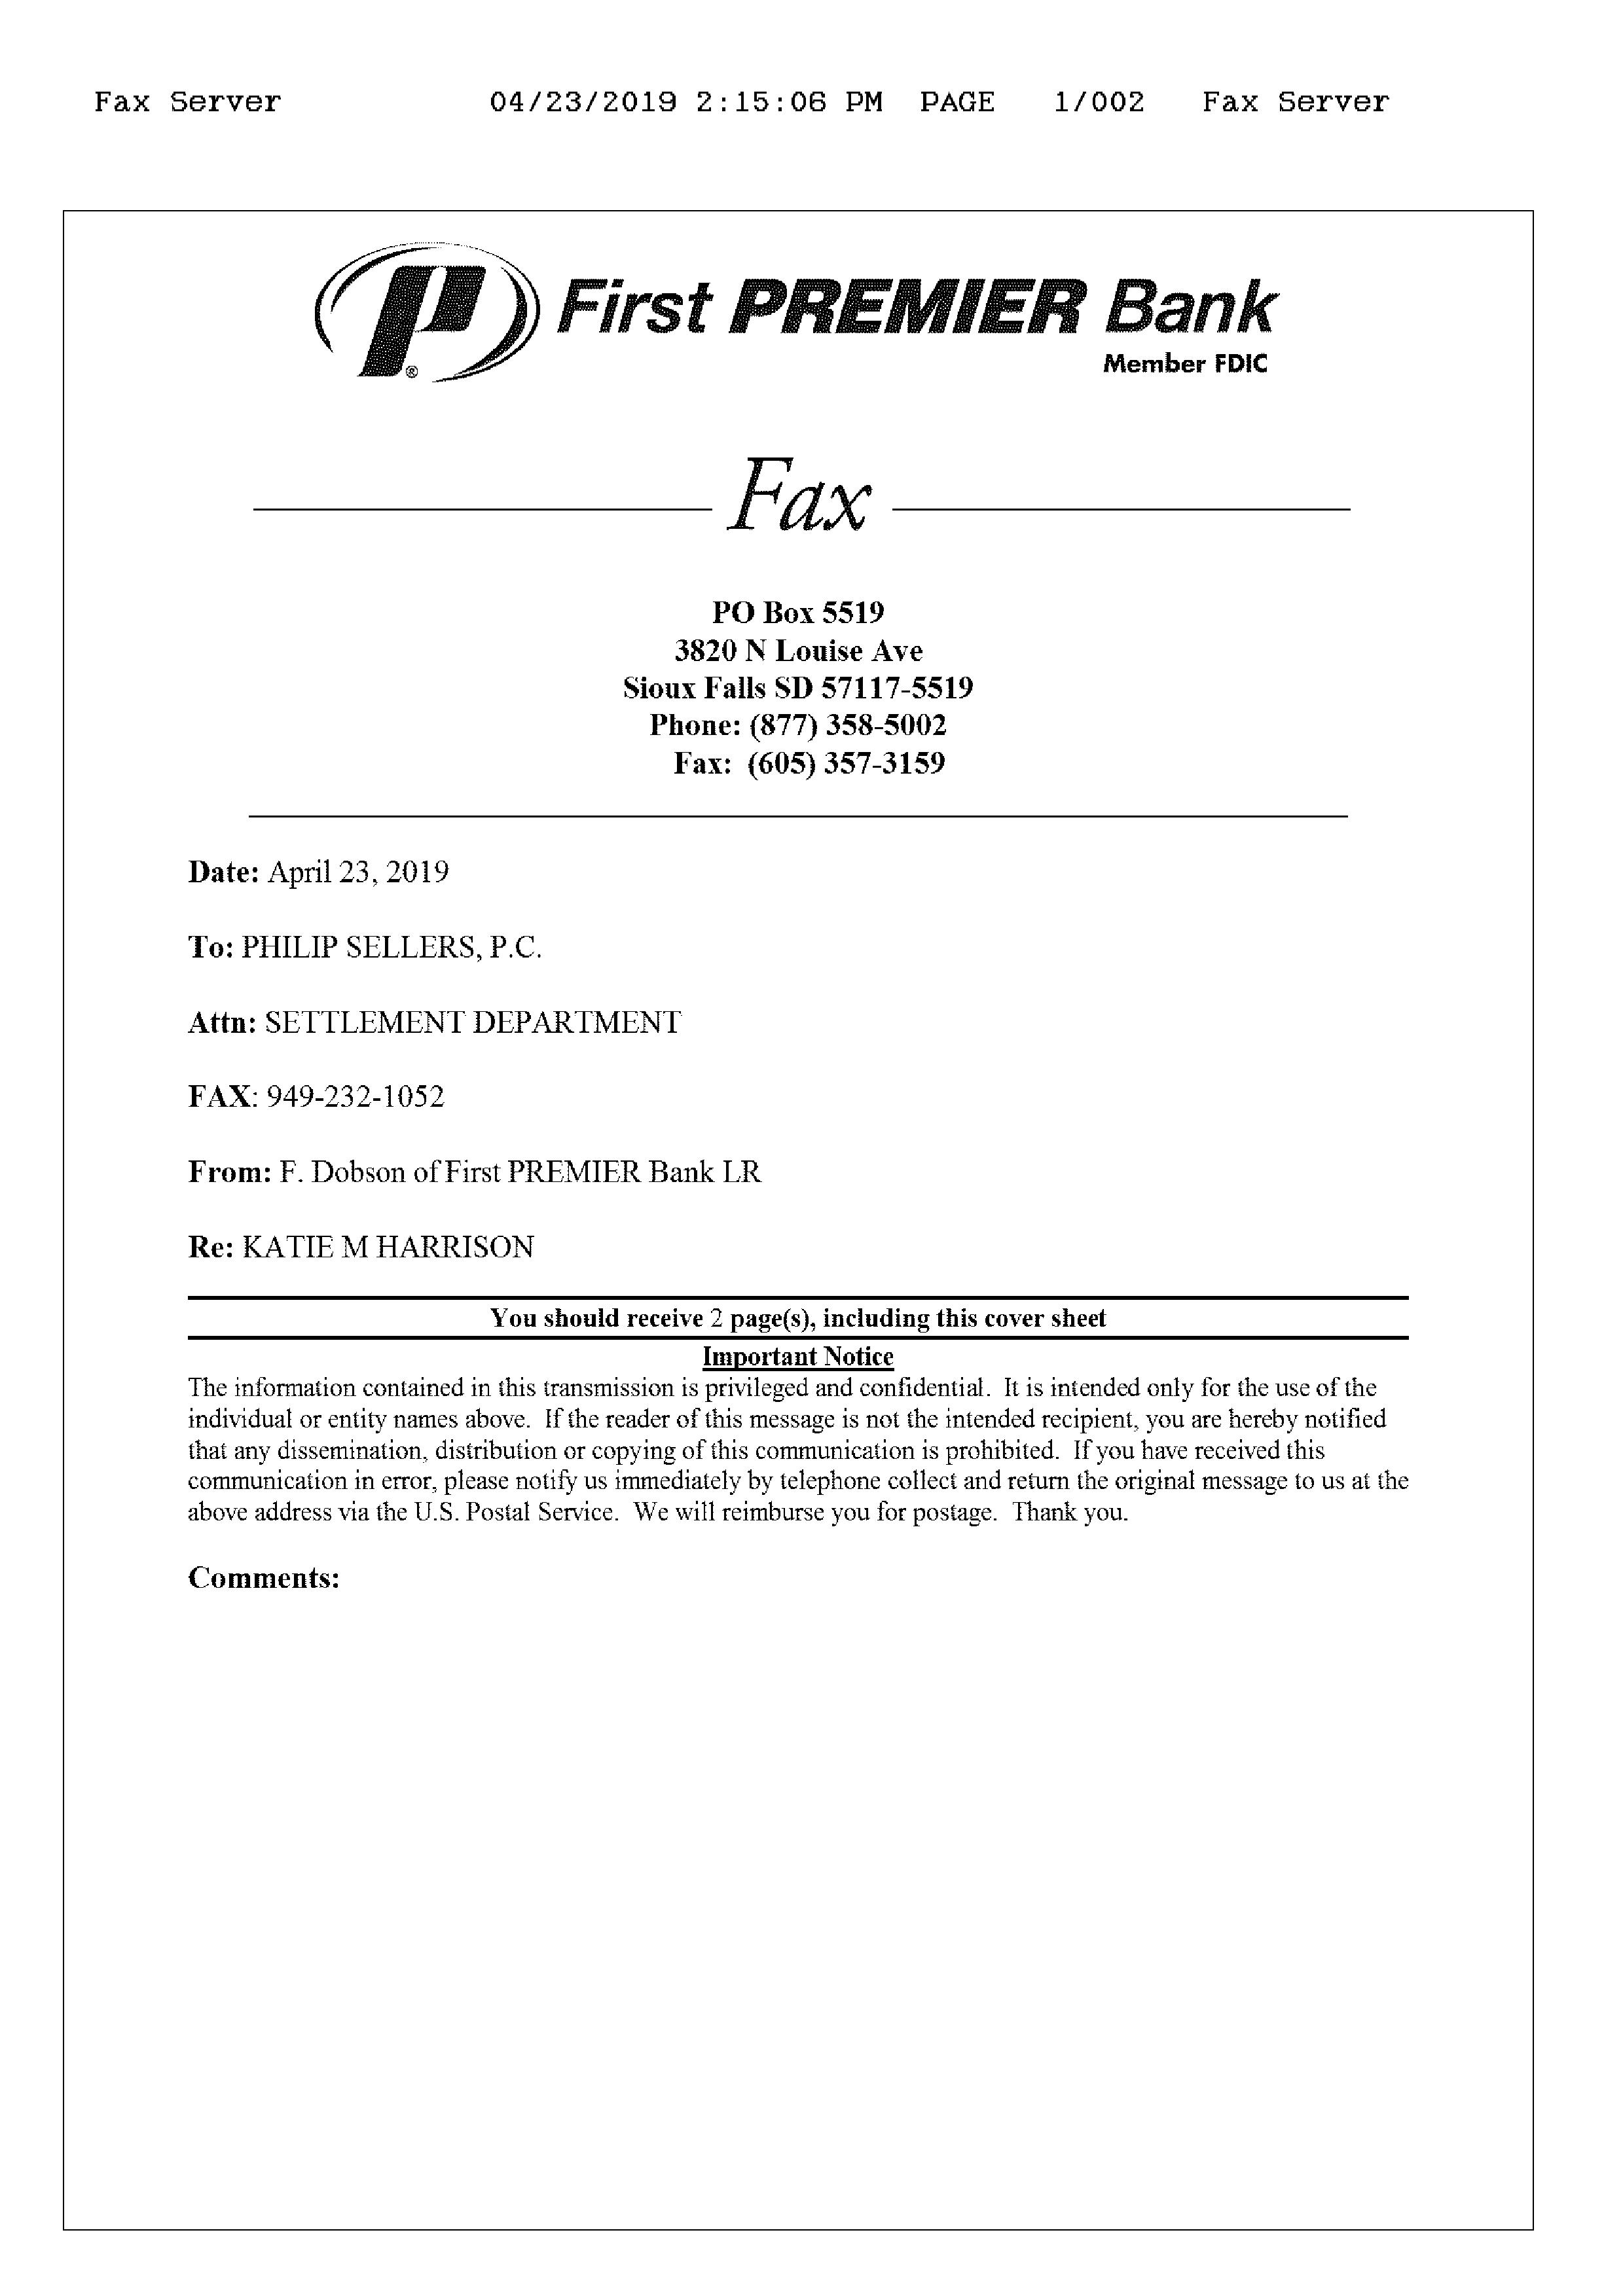 Fax Server 04/23/2019 2:15:06 PM PAGE 1/002 Fax Server
P ® First PREMIER Bank
Member FDIC
Fax
PO Box 5519
3820 N Louise Ave
Sioux Falls SD 57117-5519
Phone: (877) 358-5002
Fax: (605) 357-3159
Date: April 23, 2019
To: PHILIP SELLERS, P.C.
Attn: SETTLEMENT DEPARTMENT
FAX: 949-232-1052
From: F. Dobson of First PREMIER Bank LR
Re: KATIE M HARRISON
You should receive 2 page(s), including this cover sheet
Important Notice
The information contained in this transmission is privileged and confidential. It is intended only for the use of the
individual or entity names above. If the reader of this message is not the intended recipient, you are hereby notified
that any dissemination, distribution or copying of this communication is prohibited. If you have received this
communication in error, please notify us immediately by telephone collect and return the original message to us at the
above address via the U.S. Postal Service. We will reimburse you for postage. Thank you.
Comments: